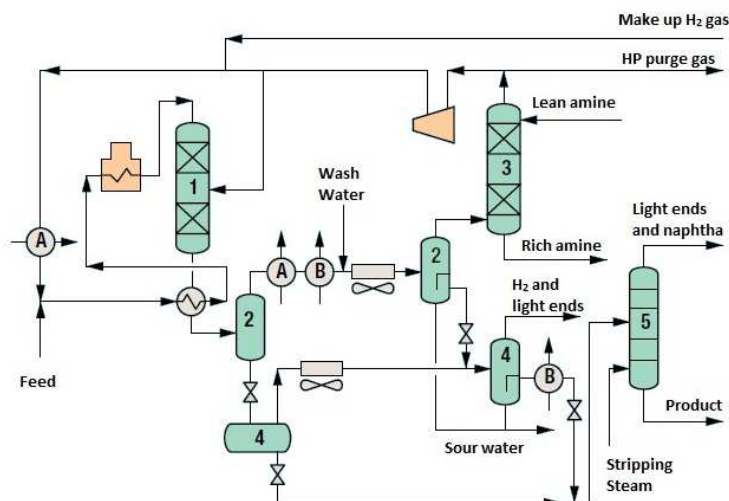 Make up H₂ gas
HP purge gas
Lean amine
1
3
Wash
Water
Light ends
and naphtha
A
A
B
2
Rich amine
H₂ and
light ends
2
5
4
B
Feed
Product
4
Sour water
Stripping
Steam